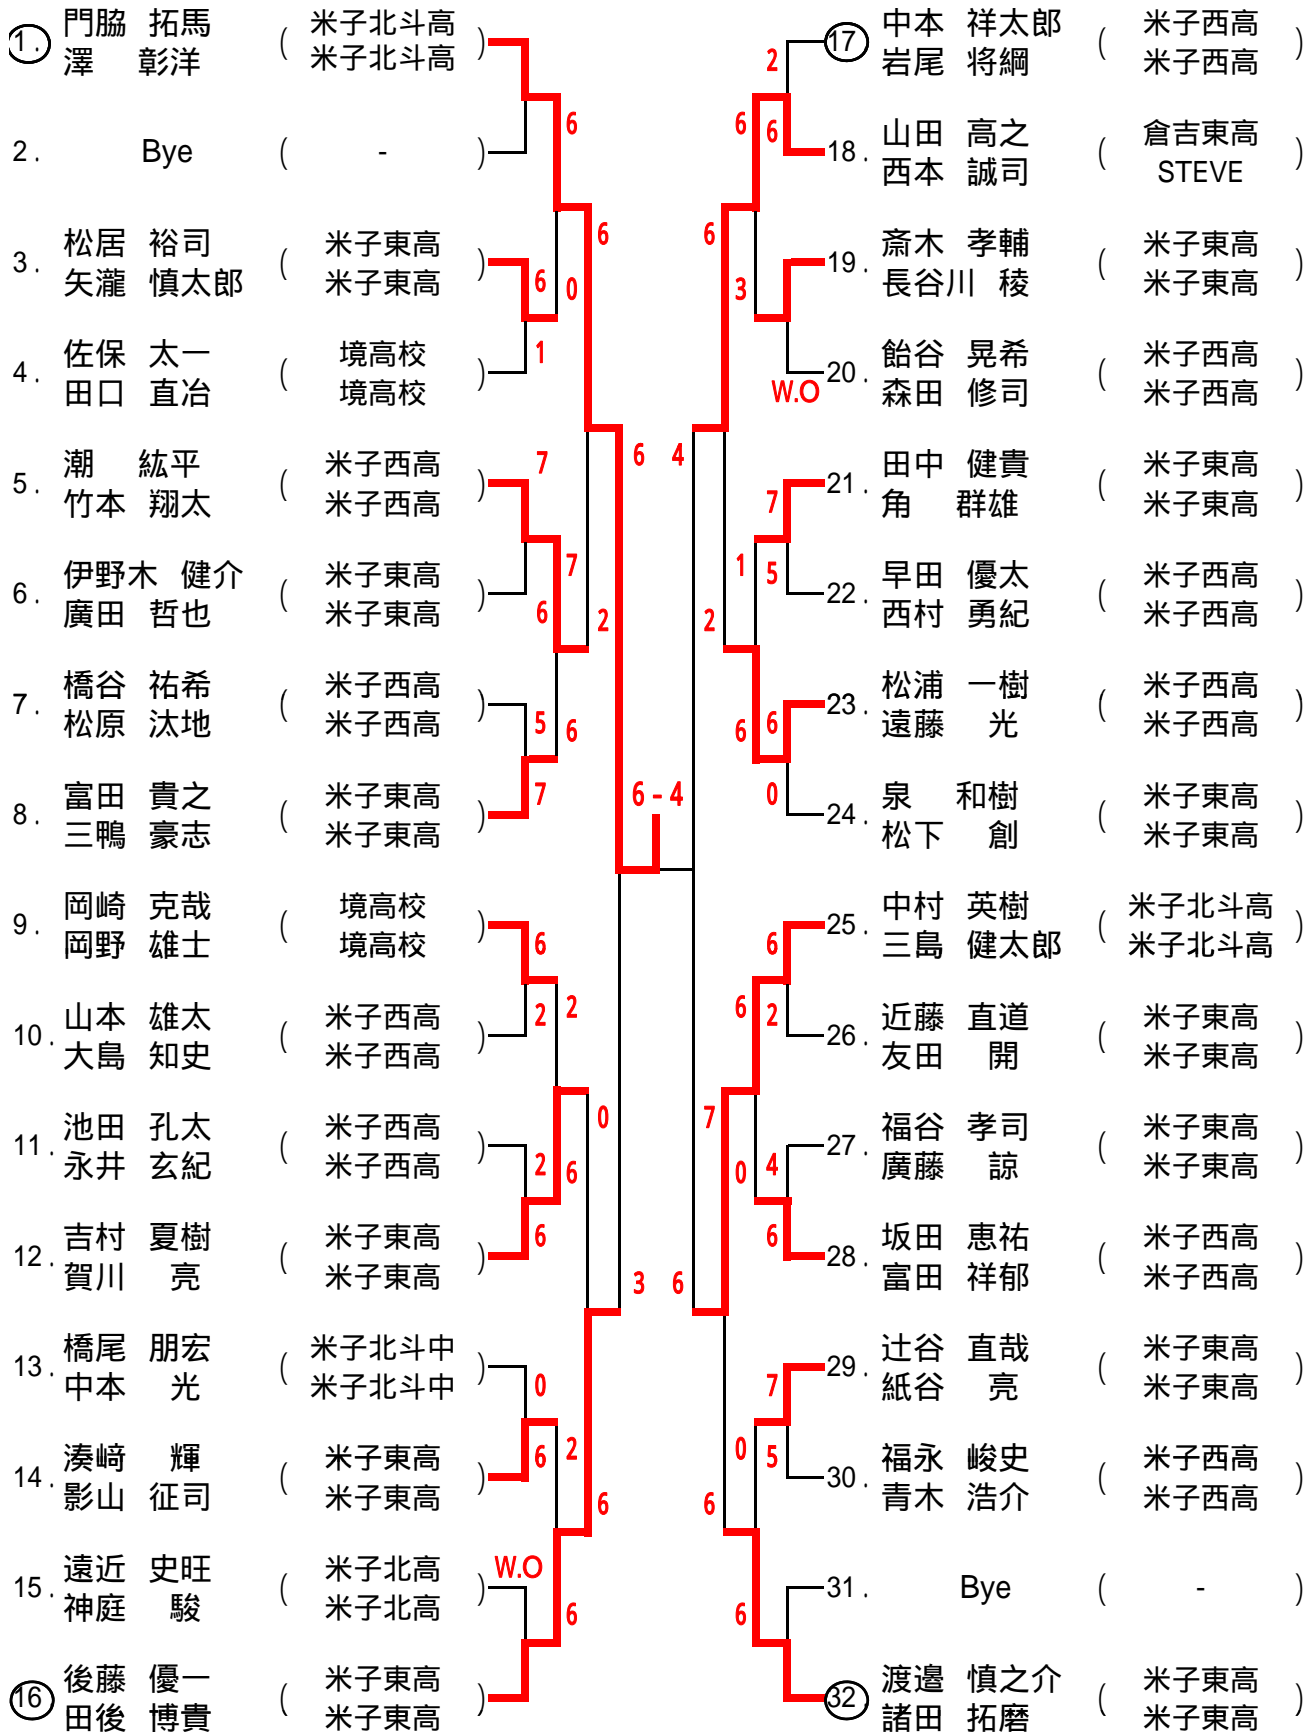 1. 門脇 拓馬 ( 米子北斗高 )
澤 彰洋 米子北斗高
2. Bye ( - )
3. 松居 裕司 ( 米子東高 )
矢瀧 慎太郎 米子東高
4. 佐保 太一 ( 境高校 )
田口 直冶 境高校
5. 潮 紘平 ( 米子西高 )
竹本 翔太 米子西高
6. 伊野木 健介 ( 米子東高 )
廣田 哲也 米子東高
7. 橋谷 祐希 ( 米子西高 )
松原 汰地 米子西高
8. 富田 貴之 ( 米子東高 )
三鴨 豪志 米子東高
9. 岡崎 克哉 ( 境高校 )
岡野 雄士 境高校
10. 山本 雄太 ( 米子西高 )
大島 知史 米子西高
11. 池田 孔太 ( 米子西高 )
永井 玄紀 米子西高
12. 吉村 夏樹 ( 米子東高 )
賀川 亮 米子東高
13. 橋尾 朋宏 ( 米子北斗中 )
中本 光 米子北斗中
14. 湊﨑 輝 ( 米子東高 )
影山 征司 米子東高
15. 遠近 史旺 ( 米子北高 )
神庭 駿 米子北高
16 後藤 優一 ( 米子東高 )
田後 博貴 米子東高
6
6
6 0
1
7
7
6 2
5 6
7
6
2 2
0
2 6
6
0
6 2
6
W.O
6
6 4
6-4
3 6
2
6 6
6
3
W.O
7
1 5
2
6 6
0
6
6 2
7
0 4
6
7
0 5
6
6
17 中本 祥太郎 ( 米子西高 )
岩尾 将綱 米子西高
18. 山田 高之 ( 倉吉東高 )
西本 誠司 STEVE
19. 斎木 孝輔 ( 米子東高 )
長谷川 稜 米子東高
20. 飴谷 晃希 ( 米子西高 )
森田 修司 米子西高
21. 田中 健貴 ( 米子東高 )
角 群雄 米子東高
22. 早田 優太 ( 米子西高 )
西村 勇紀 米子西高
23. 松浦 一樹 ( 米子西高 )
遠藤 光 米子西高
24. 泉 和樹 ( 米子東高 )
松下 創 米子東高
25. 中村 英樹 ( 米子北斗高 )
三島 健太郎 米子北斗高
26. 近藤 直道 ( 米子東高 )
友田 開 米子東高
27. 福谷 孝司 ( 米子東高 )
廣藤 諒 米子東高
28. 坂田 恵祐 ( 米子西高 )
富田 祥郁 米子西高
29. 辻谷 直哉 ( 米子東高 )
紙谷 亮 米子東高
30. 福永 峻史 ( 米子西高 )
青木 浩介 米子西高
31. Bye ( - )
32 渡邉 慎之介 ( 米子東高 )
諸田 拓磨 米子東高